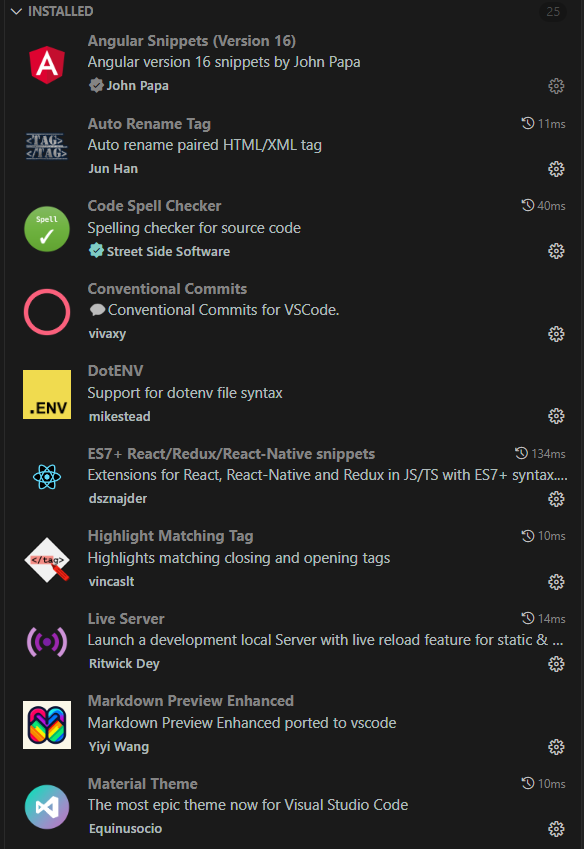 INSTALLED 25
Angular Snippets (Version 16)
Angular version 16 snippets by John Papa
John Papa
<TAG>
</TAG>
Auto Rename Tag 11ms
Auto rename paired HTML/XML tag
Jun Han
Spell
Code Spell Checker 40ms
Spelling checker for source code
Street Side Software
Conventional Commits
Conventional Commits for VSCode.
vivaxy
DotENV
Support for dotenv file syntax
.ENV
mikestead
ES7+ React/Redux/React-Native snippets 134ms
Extensions for React, React-Native and Redux in JS/TS with ES7+ syntax....
dsznajder
Highlight Matching Tag 10ms
</tag> Highlights matching closing and opening tags
vincaslt
Live Server 14ms
Launch a development local Server with live reload feature for static & ...
Ritwick Dey
Markdown Preview Enhanced
Markdown Preview Enhanced ported to vscode
Yiyi Wang
Material Theme 10ms
The most epic theme now for Visual Studio Code
Equinusocio